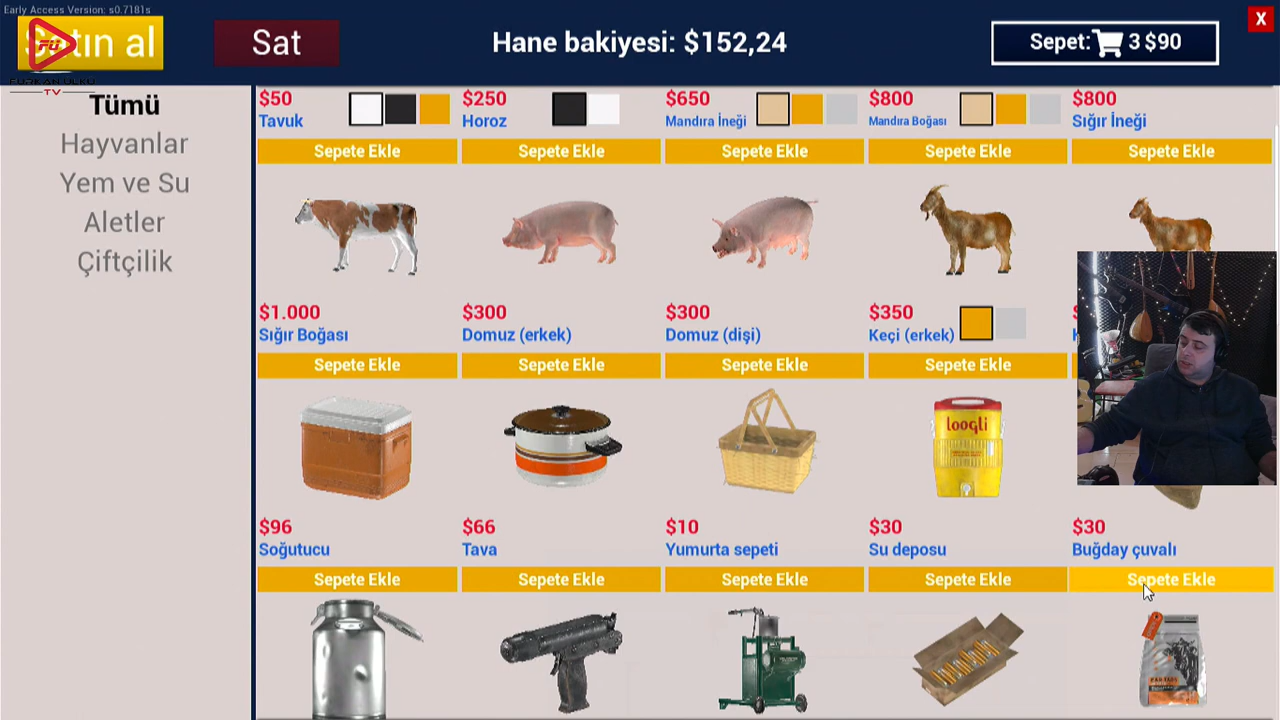 Early Access Version: s0.7181s
Satın al
Sat
Hane bakiyesi: $152,24
Sepet: 3 $90
X
FU
FURKAN ÜLKÜ
TV
Tümü
Hayvanlar
Yem ve Su
Aletler
Çiftçilik
$50
Tavuk
$250
Horoz
$650
Mandıra İneği
$800
Mandıra Boğası
$800
Sığır İneği
Sepete Ekle
Sepete Ekle
Sepete Ekle
Sepete Ekle
Sepete Ekle
$1.000
Sığır Boğası
$300
Domuz (erkek)
$300
Domuz (dişi)
$350
Keçi (erkek)
Sepete Ekle
Sepete Ekle
Sepete Ekle
Sepete Ekle
loogli
$96
Soğutucu
$66
Tava
$10
Yumurta sepeti
$30
Su deposu
$30
Buğday çuvalı
Sepete Ekle
Sepete Ekle
Sepete Ekle
Sepete Ekle
Sepete Ekle